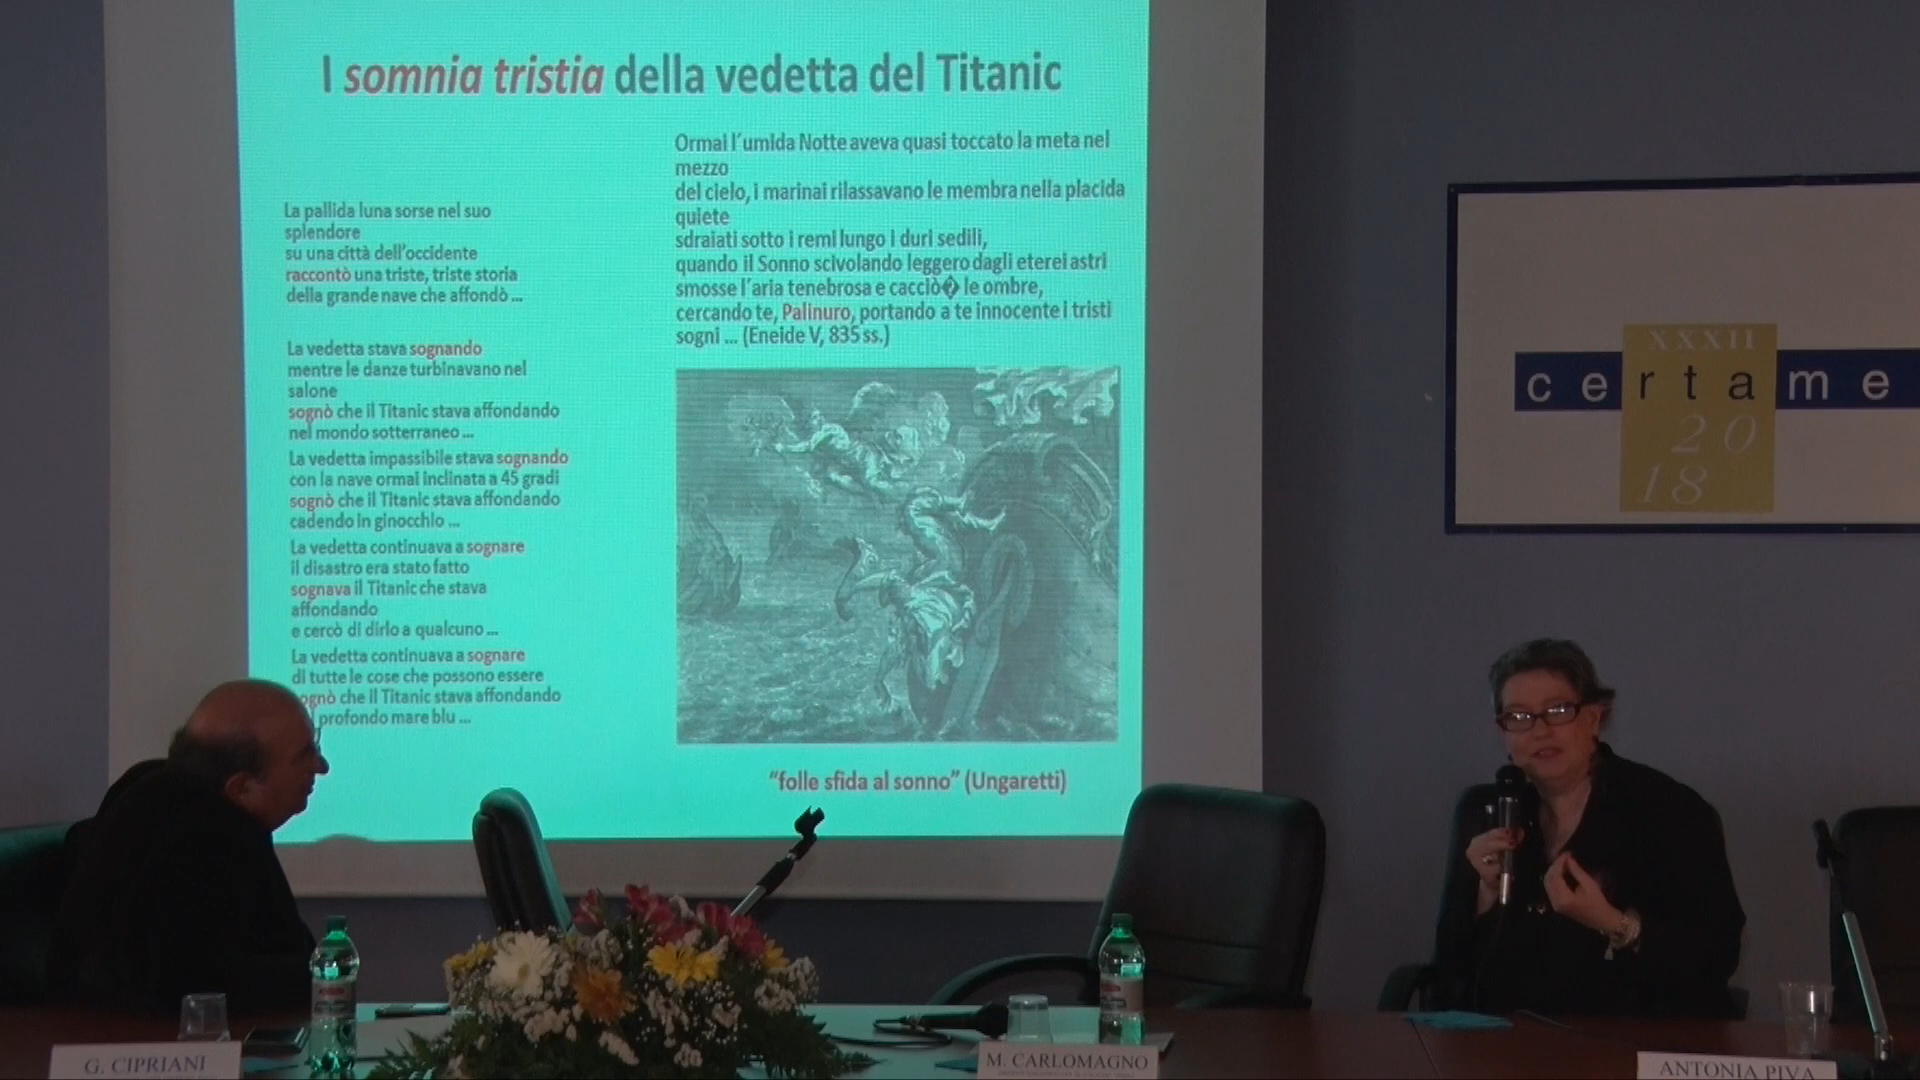 I somnia tristia della vedetta del Titanic
La pallida luna sorse nel suo
splendore
su una città dell'occidente
raccontò una triste, triste storia
della grande nave che affondò ...
La vedetta stava sognando
mentre le danze turbinavano nel
salone
sognò che il Titanic stava affondando
nel mondo sotterraneo ...
La vedetta impassibile stava sognando
con la nave ormai inclinata a 45 gradi
sognò che il Titanic stava affondando
cadendo in ginocchio ...
La vedetta continuava a sognare
il disastro era stato fatto
sognava il Titanic che stava
affondando
e cercò di dirlo a qualcuno ...
La vedetta continuava a sognare
di tutte le cose che possono essere
ognò che il Titanic stava affondando
l profondo mare blu ...
Ormai l'umida Notte aveva quasi toccato la meta nel
mezzo
del cielo, i marinai rilassavano le membra nella placida
quiete
sdraiati sotto i remi lungo i duri sedili,
quando il Sonno scivolando leggero dagli eterei astri
smosse l'aria tenebrosa e cacciò� le ombre,
cercando te, Palinuro, portando a te innocente i tristi
sogni ... (Eneide V, 835 ss.)
"folle sfida al sonno" (Ungaretti)
XXXII
certame
20
18
G. CIPRIANI
M. CARLOMAGNO
ANTONIA PIVA